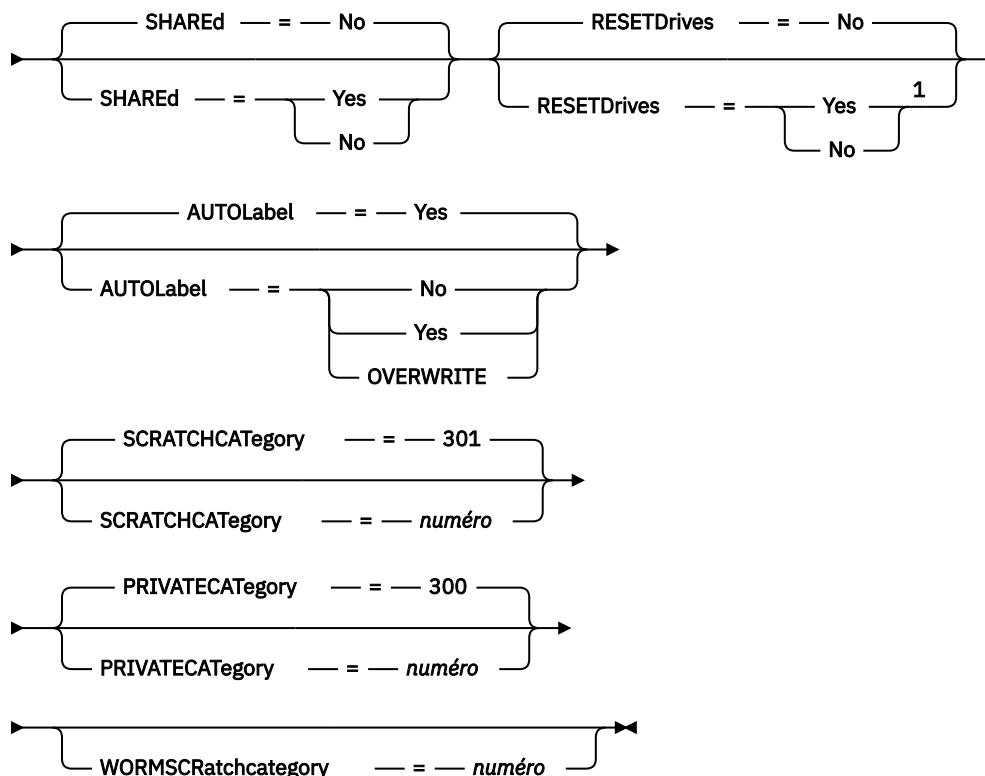 SHAREd = No RESETDrives = No
SHAREd = Yes RESETDrives = Yes 1
No No
AUTOLabel = Yes
AUTOLabel = No
Yes
OVERWRITE
SCRATCHCATegory = 301
SCRATCHCATegory = numéro
PRIVATECATegory = 300
PRIVATECATegory = numéro
WORMSCRatchcategory = numéro